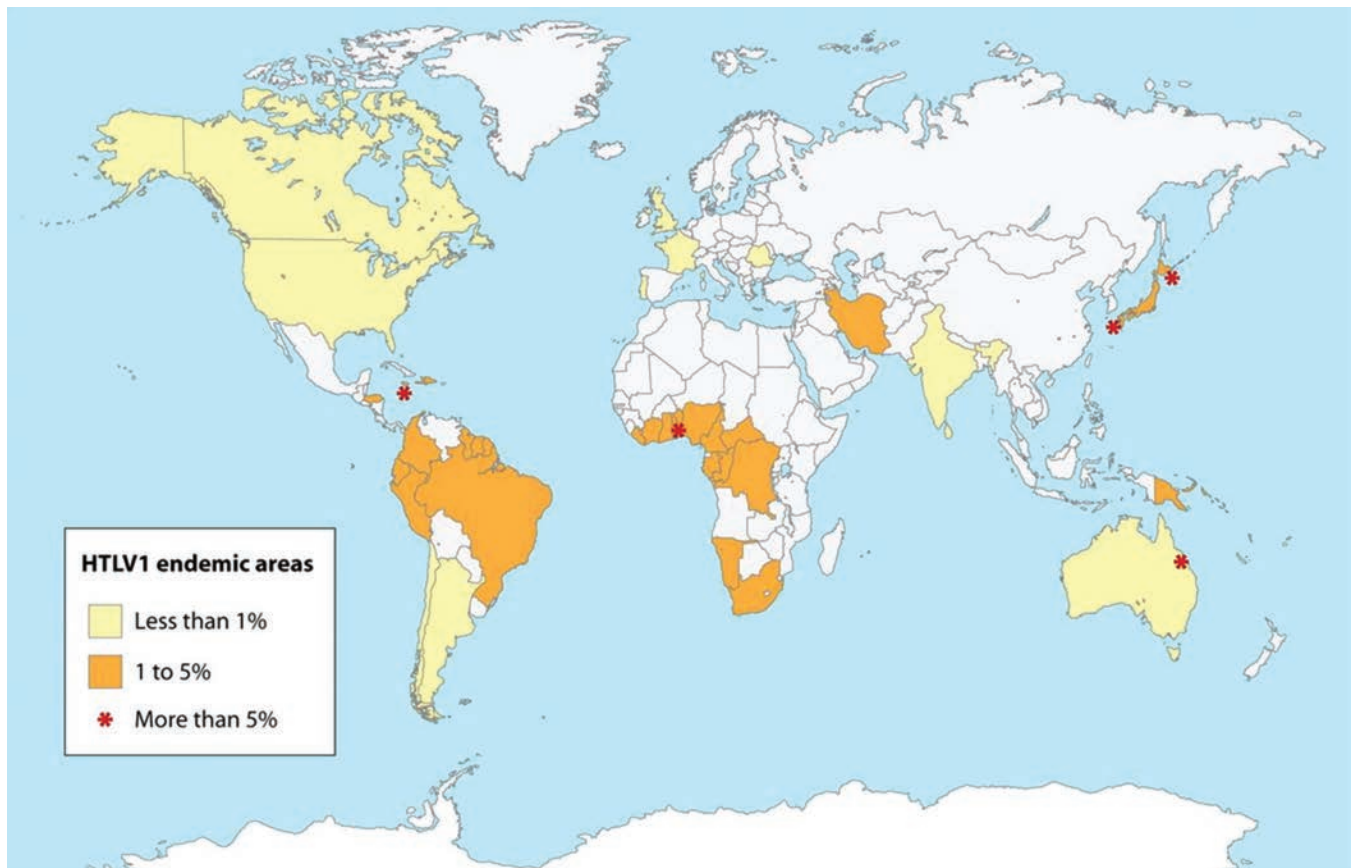 HTLV1 endemic areas
Less than 1%
1 to 5%
More than 5%